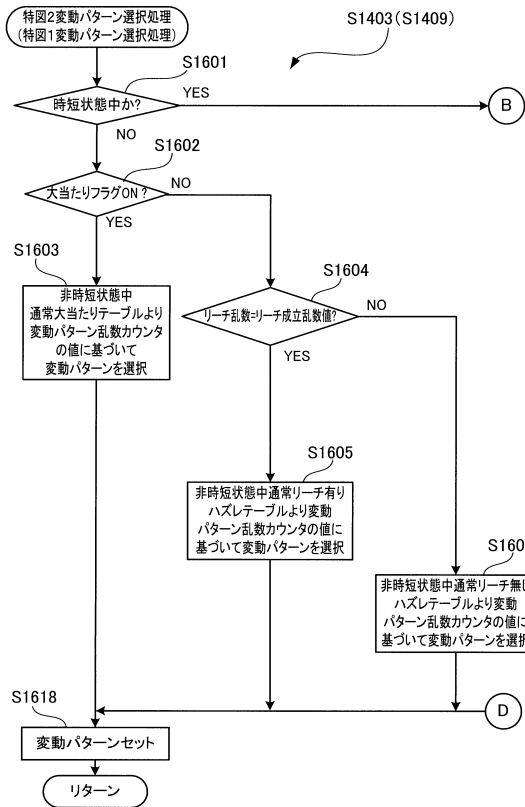 特図2変動パターン選択処理
(特図1変動パターン選択処理)
S1403(S1409)
S1601
時短状態中か?
YES
B
NO
S1602
大当たりフラグON?
NO
YES
S1603
非時短状態中
通常大当たりテーブルより
変動パターン乱数カウンタ
の値に基づいて
変動パターンを選択
S1604
リーチ乱数=リーチ成立乱数値?
NO
YES
S1605
非時短状態中通常リーチ有り
ハズレテーブルより変動
パターン乱数カウンタの値に
基づいて変動パターンを選択
S160
非時短状態中通常リーチ無し
ハズレテーブルより変動
パターン乱数カウンタの値に
基づいて変動パターンを選択
D
S1618
変動パターンセット
リターン